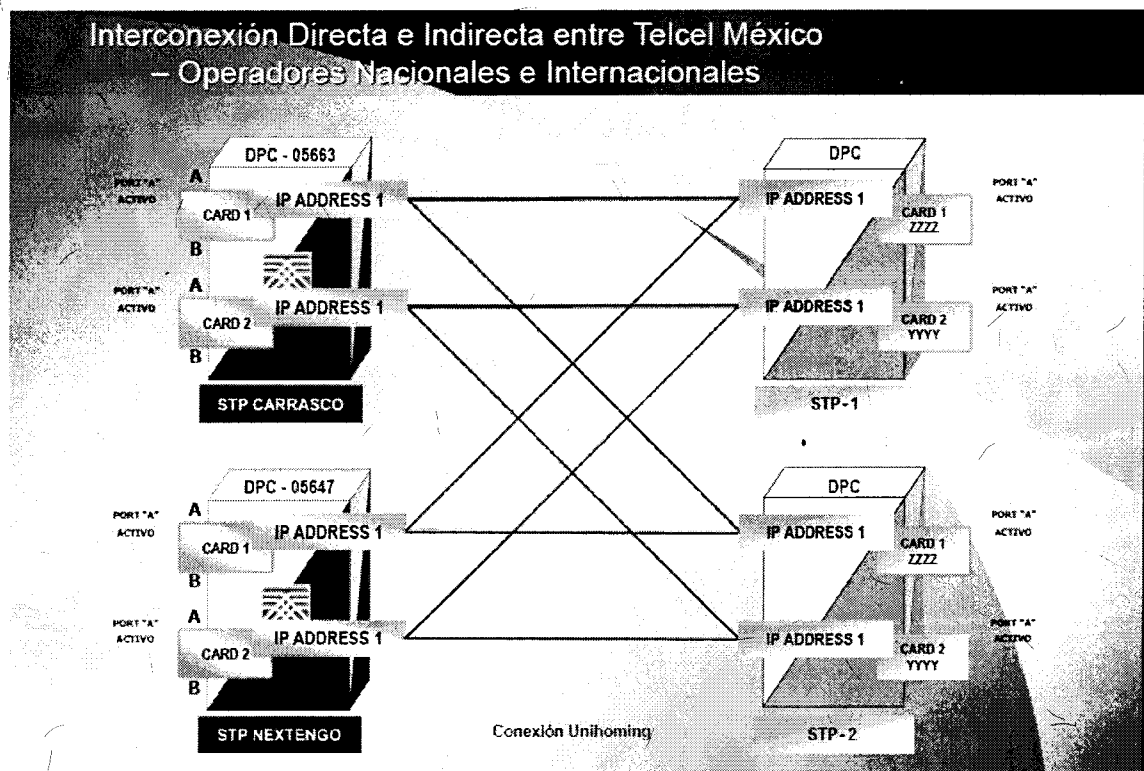 Interconexión Directa e Indirecta entre Telcel México
– Operadores Nacionales e Internacionales
DPC - 05663
PORT "A"
ACTIVO
A
CARD 1
B
IP ADDRESS 1
PORT "A"
ACTIVO
A
CARD 2
B
IP ADDRESS 1
STP CARRASCO
DPC
IP ADDRESS 1
CARD 1
ZZZZ
PORT "A"
ACTIVO
IP ADDRESS 1
CARD 2
YYYY
PORT "A"
ACTIVO
STP - 1
DPC - 05647
PORT "A"
ACTIVO
A
CARD 1
B
IP ADDRESS 1
PORT "A"
ACTIVO
A
CARD 2
B
IP ADDRESS 1
STP NEXTENGO
DPC
IP ADDRESS 1
CARD 1
ZZZZ
PORT "A"
ACTIVO
IP ADDRESS 1
CARD 2
YYYY
PORT "A"
ACTIVO
STP - 2
Conexión Unihoming